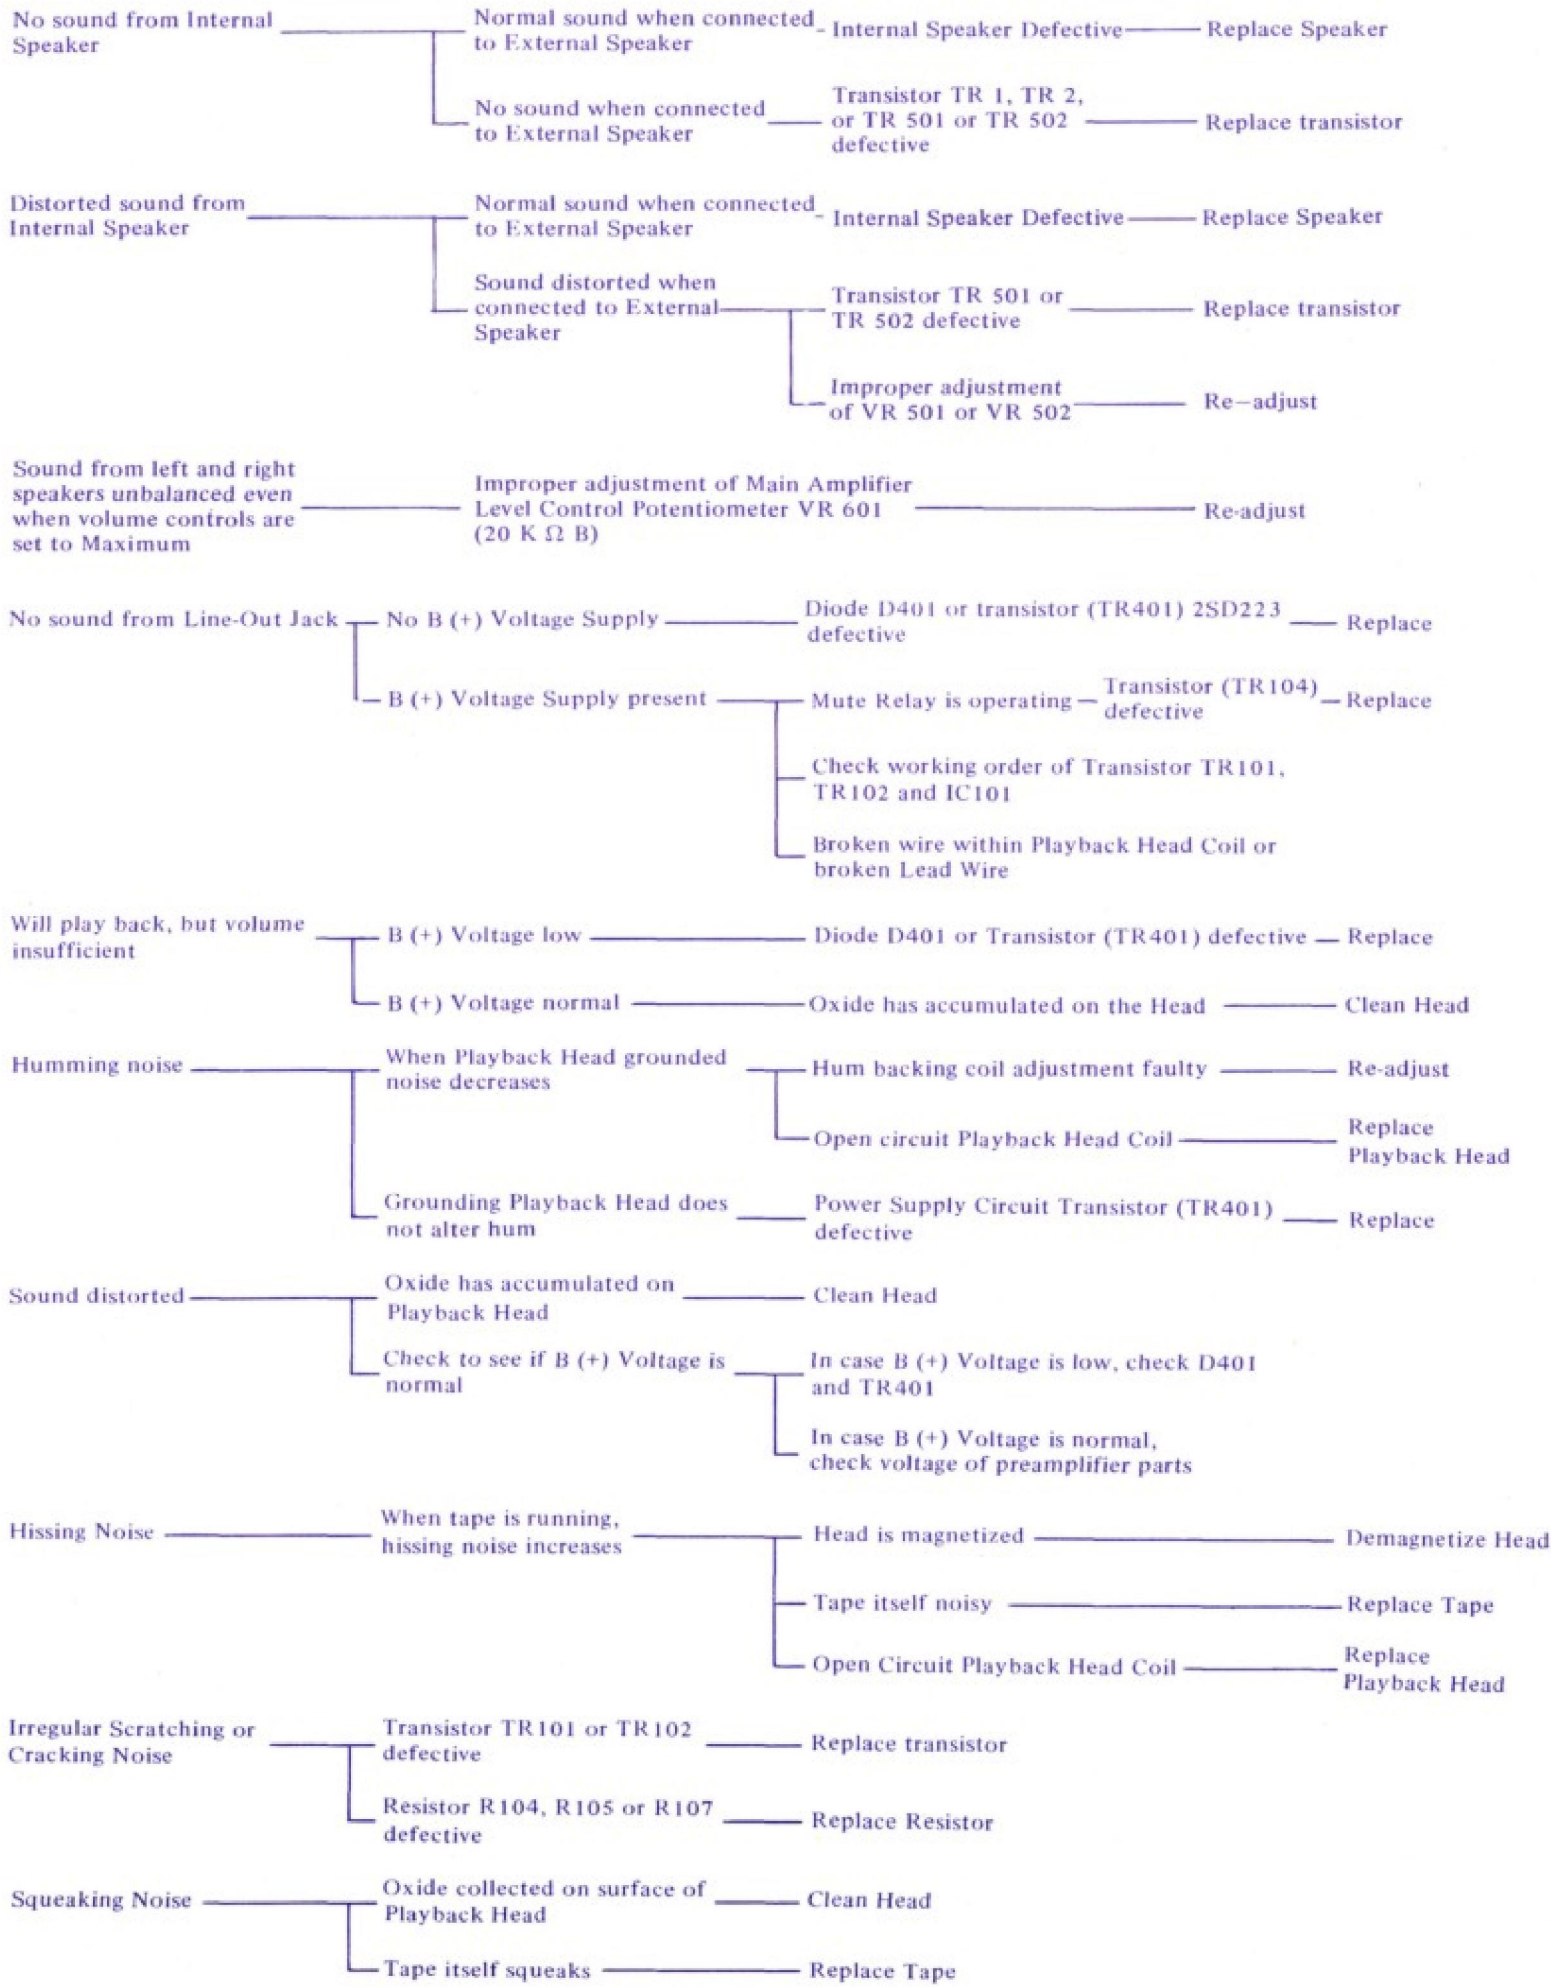 No sound from Internal
Speaker
Normal sound when connected
to External Speaker
Internal Speaker Defective
Replace Speaker
No sound when connected
to External Speaker
Transistor TR 1, TR 2,
or TR 501 or TR 502
defective
Replace transistor
Distorted sound from
Internal Speaker
Normal sound when connected
to External Speaker
Internal Speaker Defective
Replace Speaker
Sound distorted when
connected to External
Speaker
Transistor TR 501 or
TR 502 defective
Replace transistor
Improper adjustment
of VR 501 or VR 502
Re-adjust
Sound from left and right
speakers unbalanced even
when volume controls are
set to Maximum
Improper adjustment of Main Amplifier
Level Control Potentiometer VR 601
(20 K Ω B)
Re-adjust
No sound from Line-Out Jack
No B (+) Voltage Supply
Diode D401 or transistor (TR401) 2SD223
defective
Replace
B (+) Voltage Supply present
Mute Relay is operating
Transistor (TR104)
defective
Replace
Check working order of Transistor TR101,
TR102 and IC101
Broken wire within Playback Head Coil or
broken Lead Wire
Will play back, but volume
insufficient
B (+) Voltage low
Diode D401 or Transistor (TR401) defective
Replace
B (+) Voltage normal
Oxide has accumulated on the Head
Clean Head
Humming noise
When Playback Head grounded
noise decreases
Hum backing coil adjustment faulty
Re-adjust
Open circuit Playback Head Coil
Replace
Playback Head
Grounding Playback Head does
not alter hum
Power Supply Circuit Transistor (TR401)
defective
Replace
Sound distorted
Oxide has accumulated on
Playback Head
Clean Head
Check to see if B (+) Voltage is
normal
In case B (+) Voltage is low, check D401
and TR401
In case B (+) Voltage is normal,
check voltage of preamplifier parts
Hissing Noise
When tape is running,
hissing noise increases
Head is magnetized
Demagnetize Head
Tape itself noisy
Replace Tape
Open Circuit Playback Head Coil
Replace
Playback Head
Irregular Scratching or
Cracking Noise
Transistor TR101 or TR102
defective
Replace transistor
Resistor R104, R105 or R107
defective
Replace Resistor
Squeaking Noise
Oxide collected on surface of
Playback Head
Clean Head
Tape itself squeaks
Replace Tape